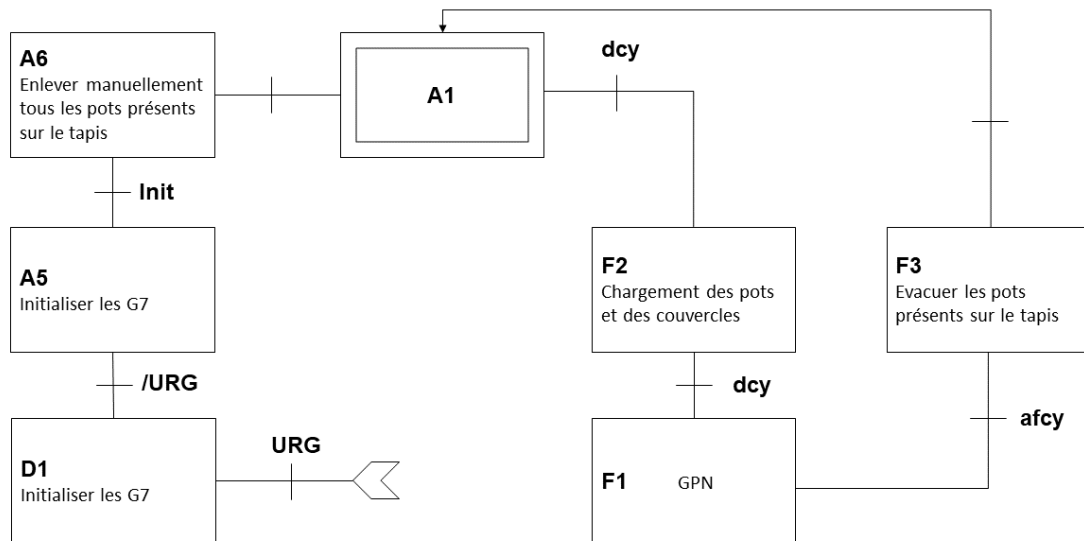 A6
Enlever manuellement
tous les pots présents
sur le tapis
A1
dcy
Init
A5
Initialiser les G7
F2
Chargement des pots
et des couvercles
F3
Evacuer les pots
présents sur le tapis
/URG
dcy
afcy
D1
Initialiser les G7
URG
F1 GPN